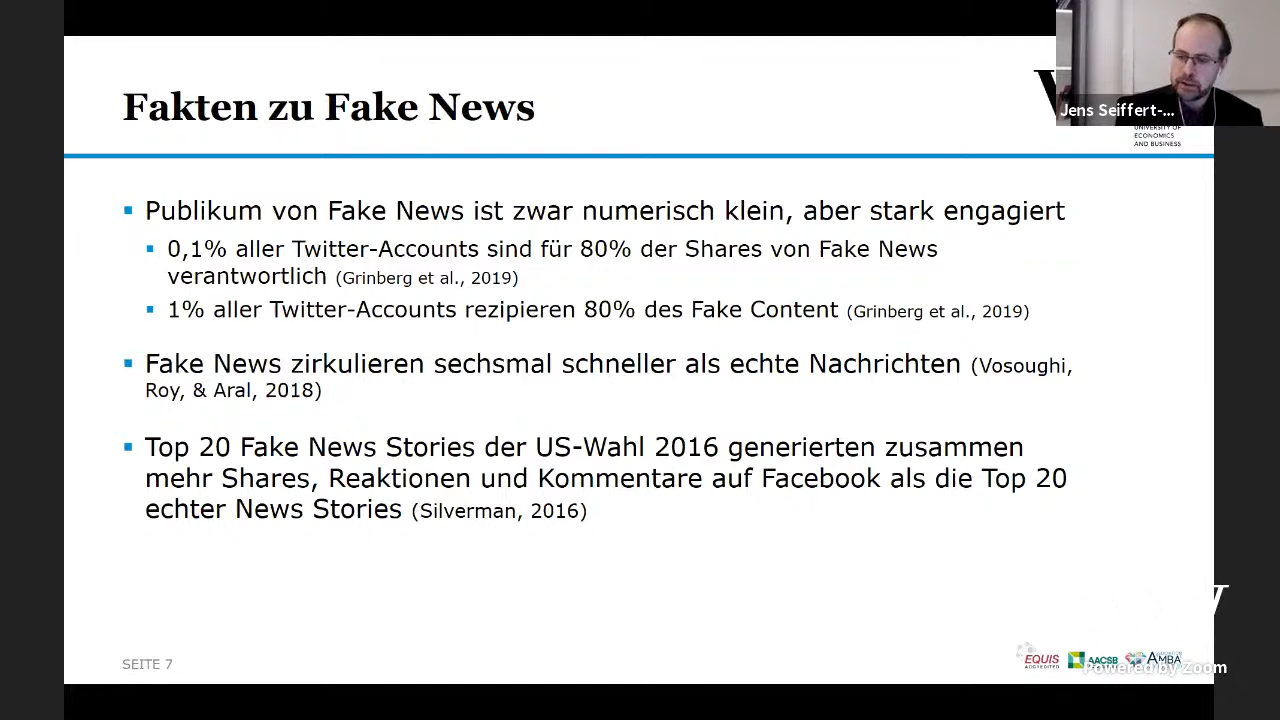 Fakten zu Fake News
Jens Seiffert-...
UNIVERSITY OF
ECONOMICS
AND BUSINESS
Publikum von Fake News ist zwar numerisch klein, aber stark engagiert
0,1% aller Twitter-Accounts sind für 80% der Shares von Fake News
verantwortlich (Grinberg et al., 2019)
1% aller Twitter-Accounts rezipieren 80% des Fake Content (Grinberg et al., 2019)
Fake News zirkulieren sechsmal schneller als echte Nachrichten (Vosoughi,
Roy, & Aral, 2018)
Top 20 Fake News Stories der US-Wahl 2016 generierten zusammen
mehr Shares, Reaktionen und Kommentare auf Facebook als die Top 20
echter News Stories (Silverman, 2016)
SEITE 7
EQUIS
ACCREDITED
AACSB
AMBA
Powered by Zoom